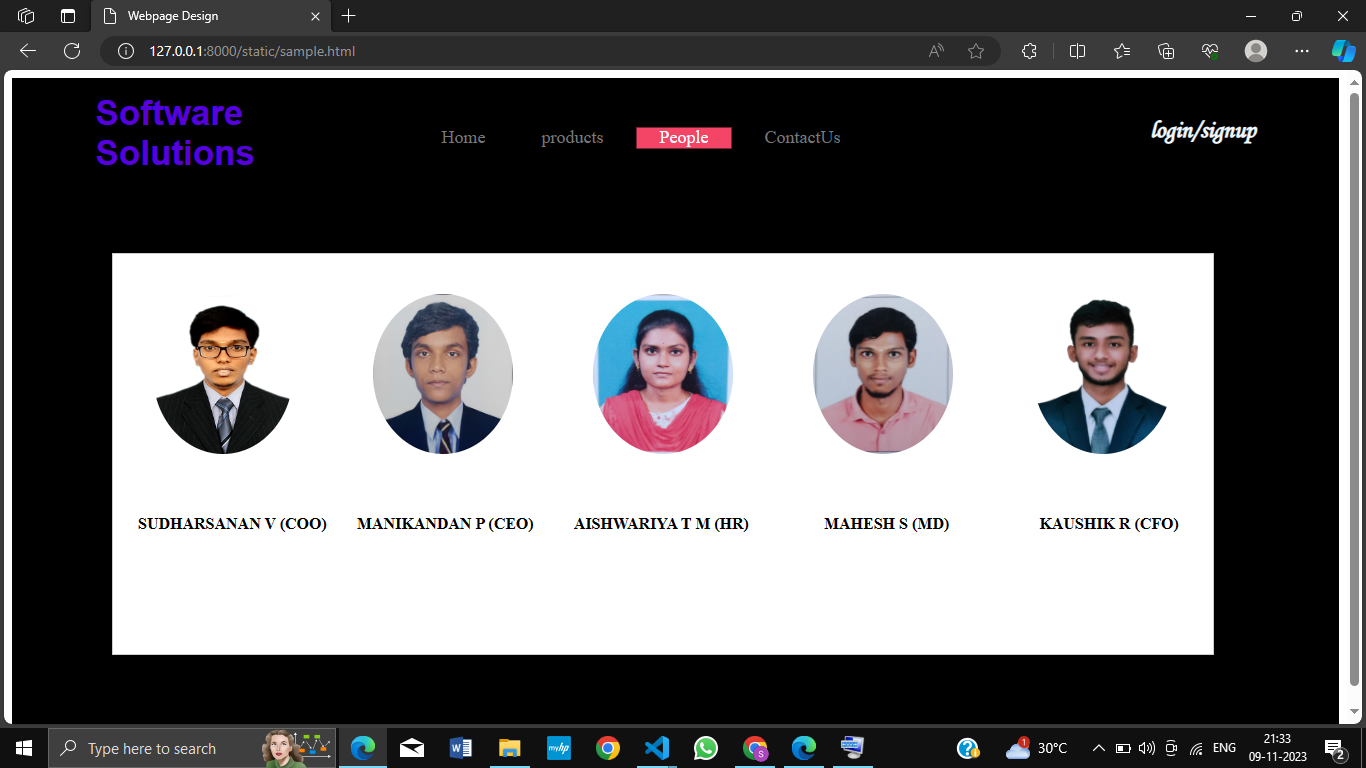 Webpage Design
127.0.0.1:8000/static/sample.html
Software
Solutions
Home products People ContactUs
login/signup
SUDHARSANAN V (COO) MANIKANDAN P (CEO) AISHWARIYA T M (HR) MAHESH S (MD) KAUSHIK R (CFO)
Type here to search
W
myhp
S
1
30°C
ENG
21:33
09-11-2023
2